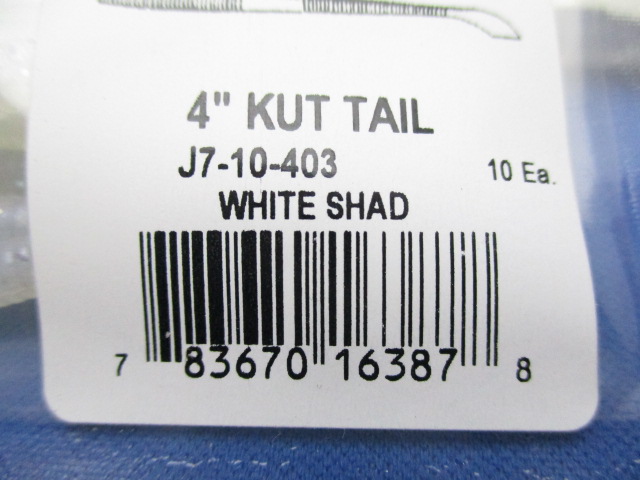 4" KUT TAIL
J7-10-403 10 Ea.
WHITE SHAD
7 83670 16387 8